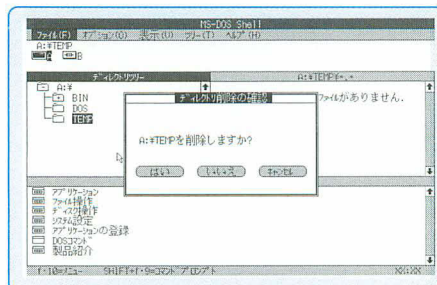 MS-DOS Shell
ファイル(F) オプション(O) 表示(U) ツリー(T) ヘルプ(H)
A:¥TEMP
A B
ディレクトリツリー
A:¥TEMP¥*.*
A:¥
BIN
DOS
TEMP
ファイルがありません.
ディレクトリ削除の確認
A:¥TEMPを削除しますか?
はい
いいえ
キャンセル
アプリケーション
ファイル操作
ディスク操作
システム設定
アプリケーションの登録
DOSコマンド
製品紹介
f･10=メニュー SHIFT+f･9=コマンドプロンプト
XX:XX